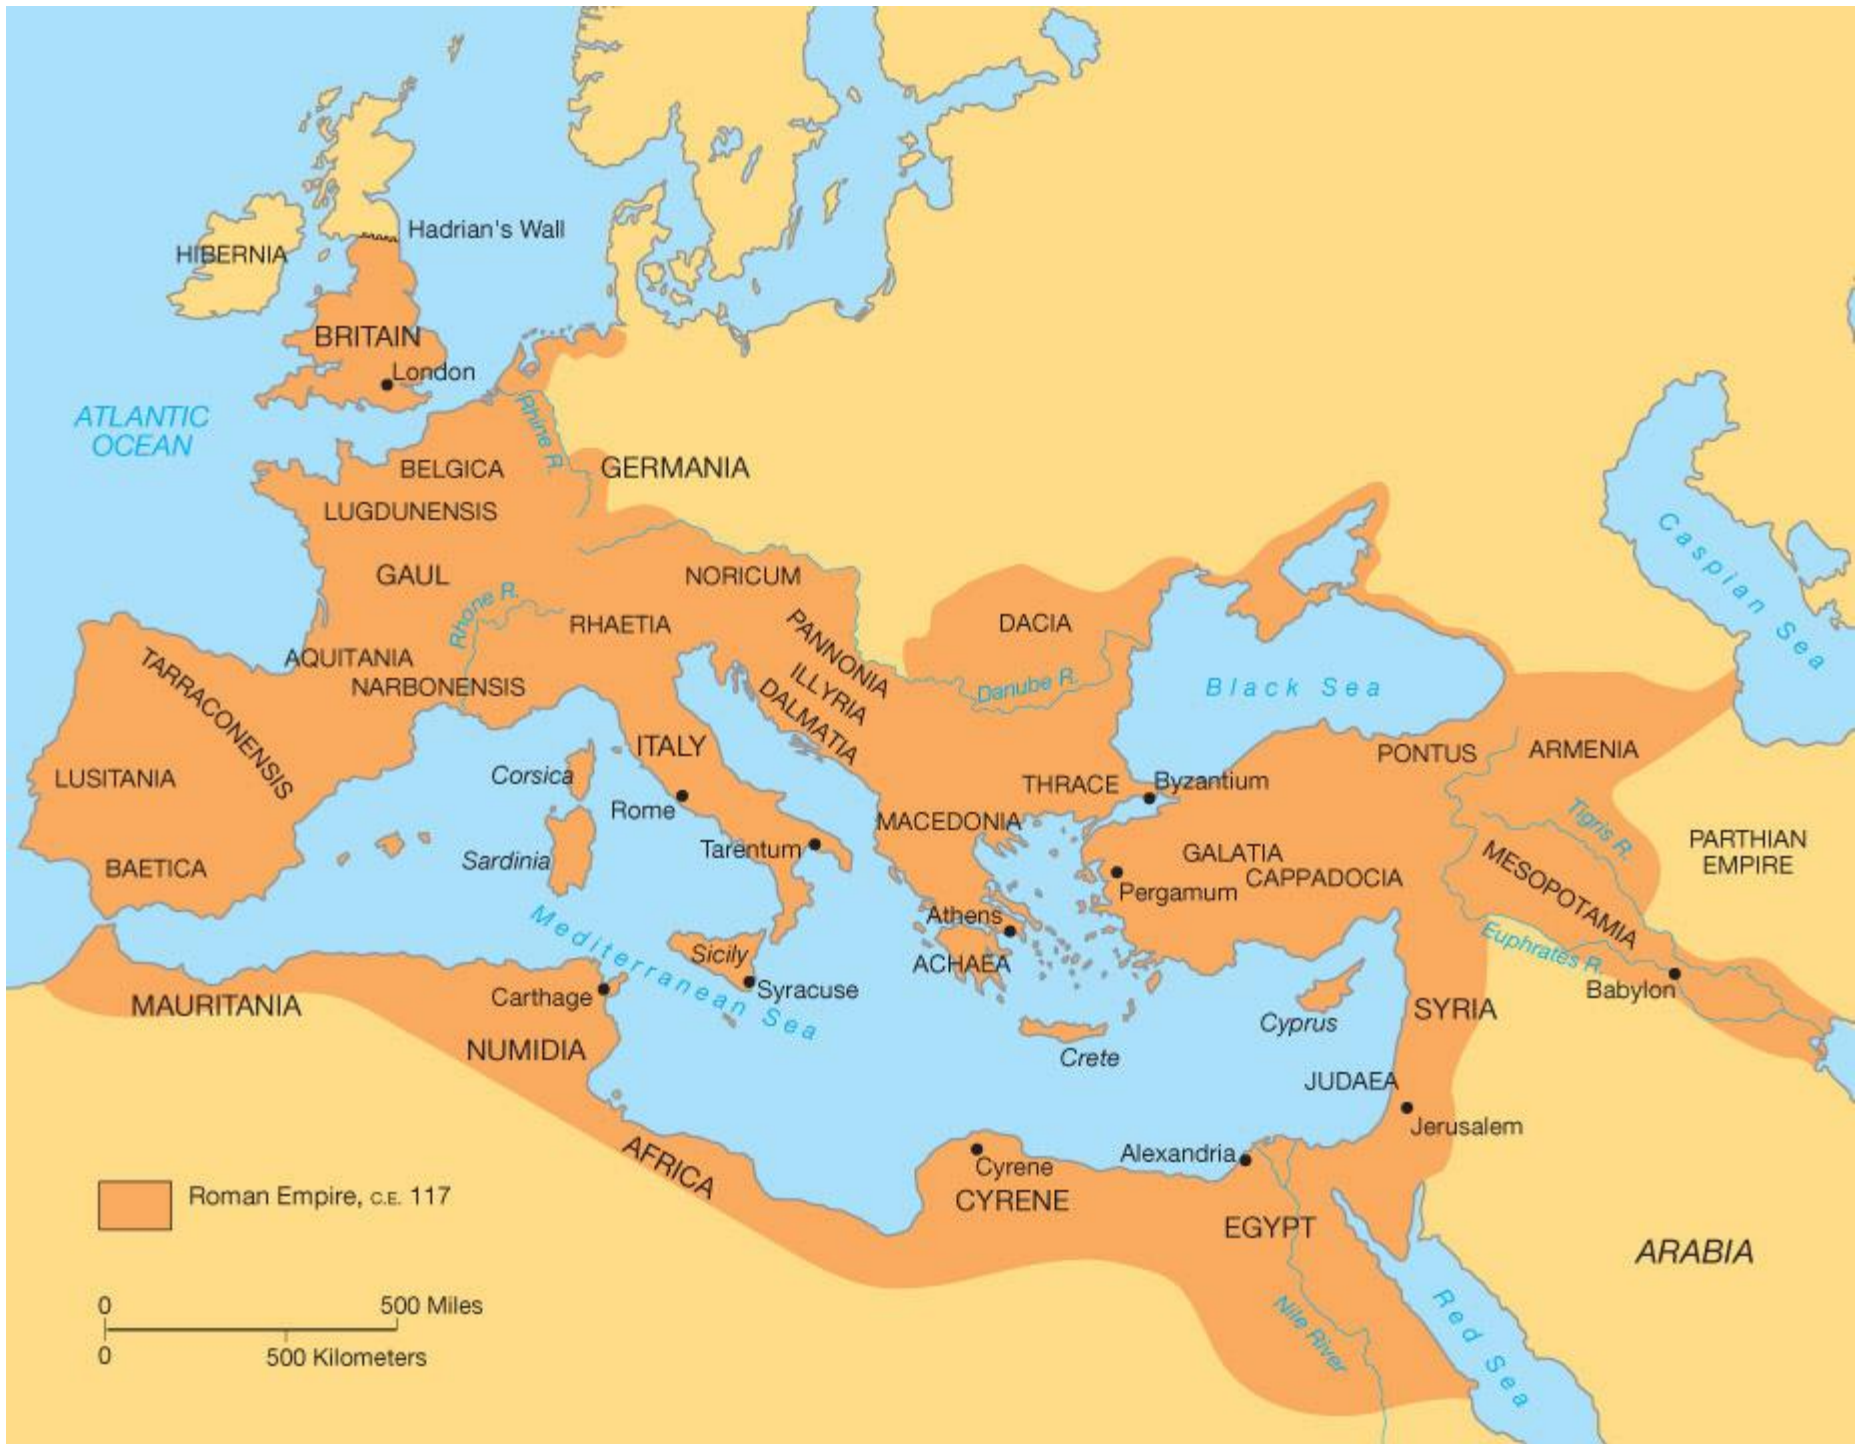 HIBERNIA
Hadrian's Wall
BRITAIN
London
ATLANTIC
OCEAN
Rhine R.
BELGICA
GERMANIA
LUGDUNENSIS
GAUL
NORICUM
Rhone R.
RHAETIA
DACIA
AQUITANIA
NARBONENSIS
PANNONIA
ILLYRIA
DALMATIA
Danube R.
Black Sea
Caspian Sea
TARRACONENSIS
LUSITANIA
BAETICA
Corsica
ITALY
Rome
Sardinia
Tarentum
THRACE
Byzantium
PONTUS
ARMENIA
MACEDONIA
Tigris R.
PARTHIAN
EMPIRE
GALATIA
CAPPADOCIA
Pergamum
MESOPOTAMIA
Athens
ACHAEA
Euphrates R.
Babylon
Mediterranean Sea
Sicily
Syracuse
Carthage
MAURITANIA
NUMIDIA
SYRIA
Cyprus
Crete
JUDAEA
Jerusalem
AFRICA
Cyrene
CYRENE
Alexandria
EGYPT
Nile River
Red Sea
ARABIA
Roman Empire, C.E. 117
0 500 Miles
0 500 Kilometers